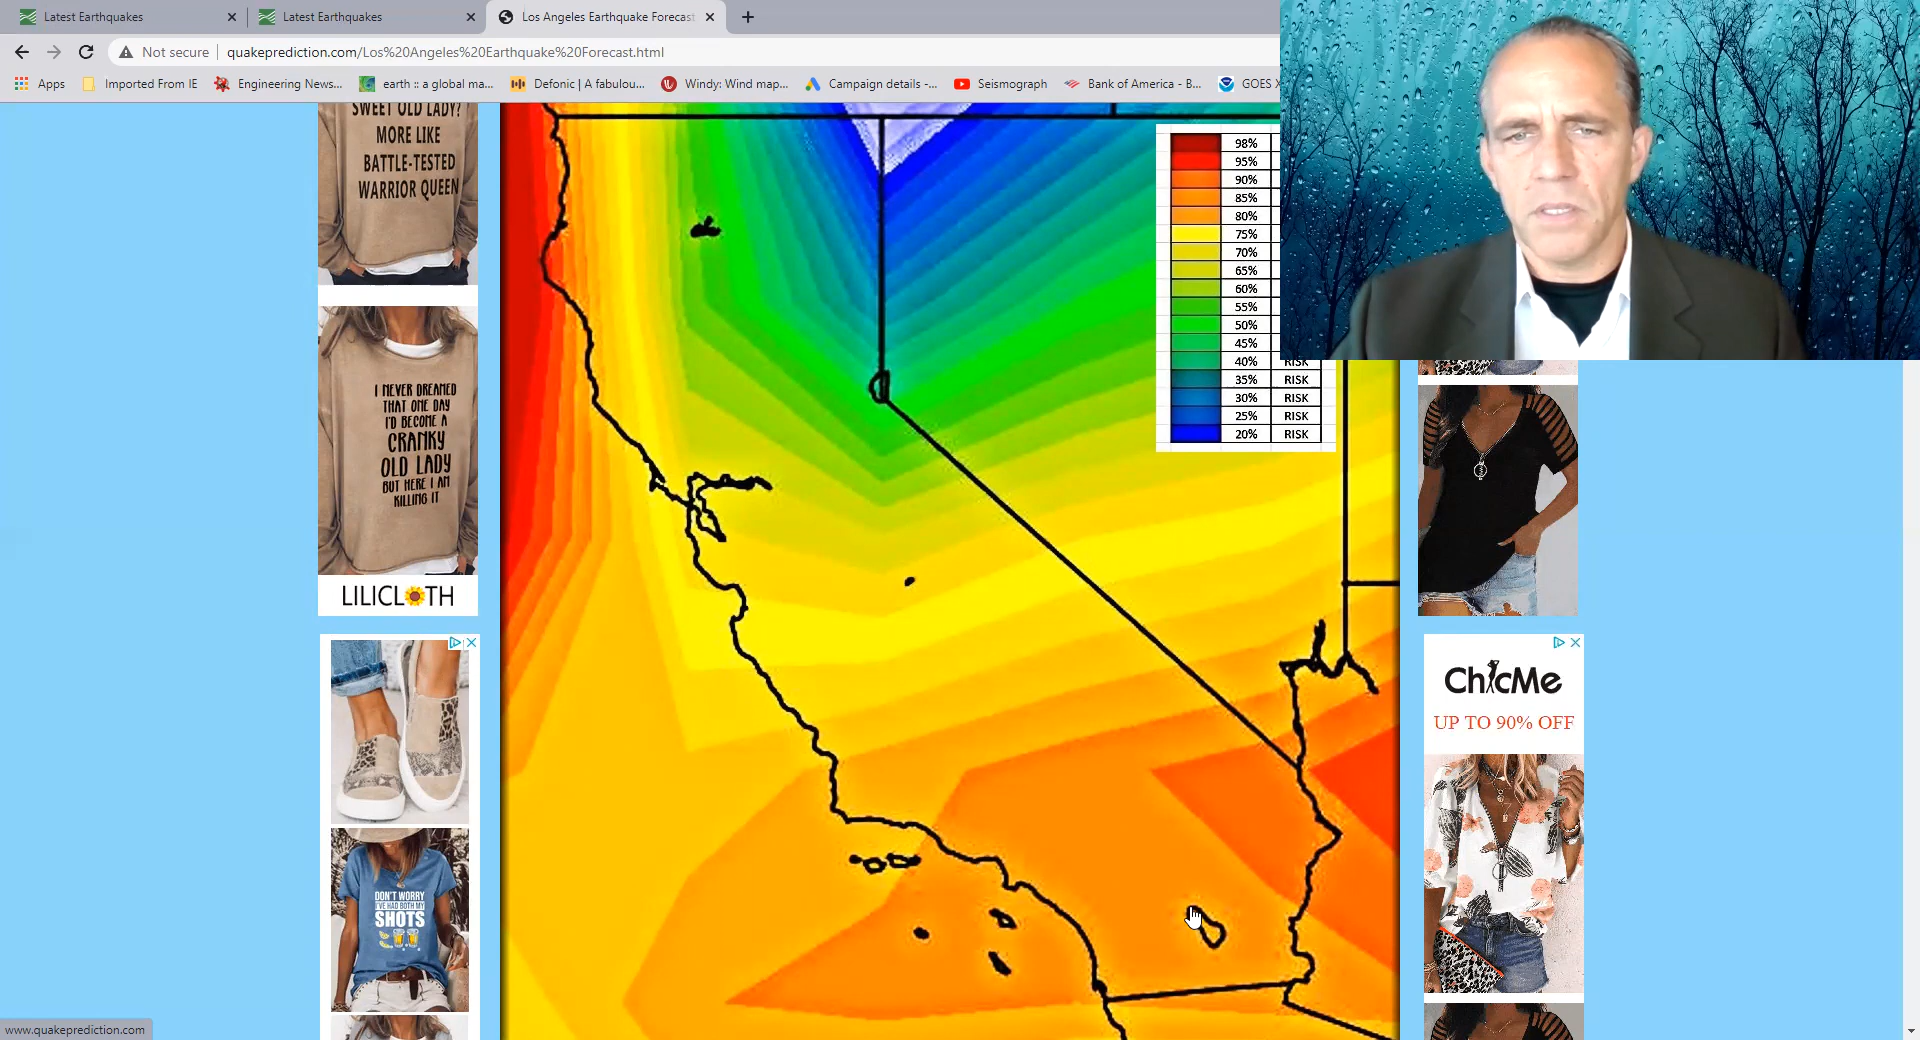 Latest Earthquakes
Latest Earthquakes
Los Angeles Earthquake Forecast
Not secure
quakeprediction.com/Los%20Angeles%20Earthquake%20Forecast.html
Apps
Imported From IE
Engineering News...
earth :: a global ma...
Defonic | A fabulou...
Windy: Wind map...
Campaign details -...
Seismograph
Bank of America - B...
GOES
SWEET OLD LADY?
MORE LIKE
BATTLE-TESTED
WARRIOR QUEEN
I NEVER DREAMED
THAT ONE DAY
I'D BECOME A
CRANKY
OLD LADY
BUT HERE I AM
KILLING IT
LILICLOTH
DON'T WORRY
I'VE HAD BOTH MY
SHOTS
98%
95%
90%
85%
80%
75%
70%
65%
60%
55%
50%
45%
40% RISK
35% RISK
30% RISK
25% RISK
20% RISK
ChicMe
UP TO 90% OFF
www.quakeprediction.com